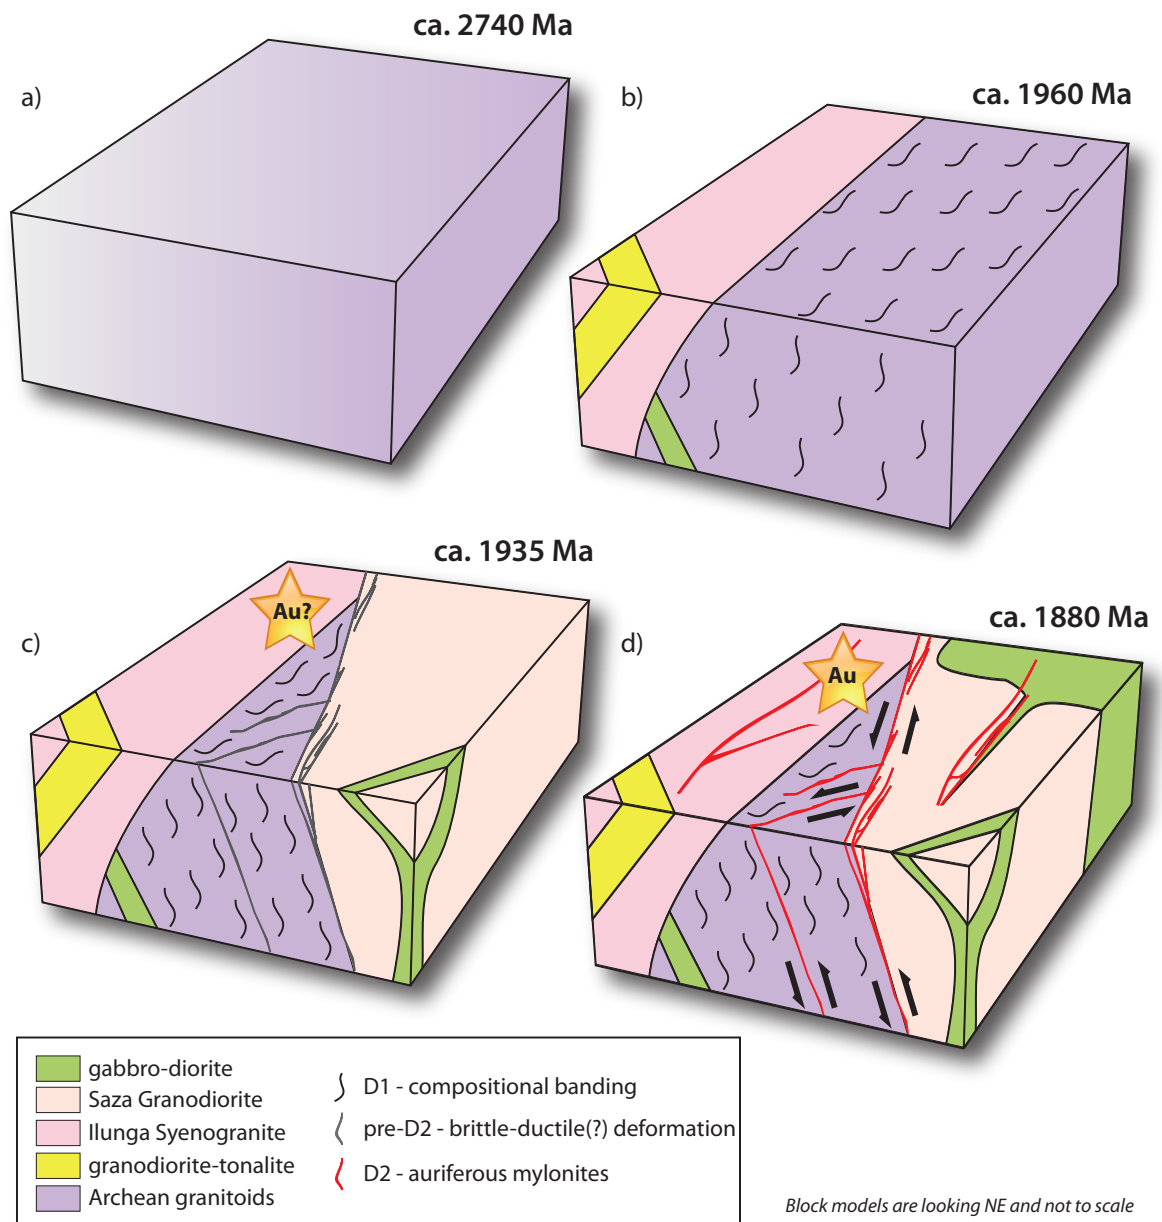 ca. 2740 Ma
a)
b)
ca. 1960 Ma
ca. 1935 Ma
c)
Au?
ca. 1880 Ma
d)
Au
gabbro-diorite
Saza Granodiorite
Ilunga Syenogranite
granodiorite-tonalite
Archean granitoids
D1 - compositional banding
pre-D2 - brittle-ductile(?) deformation
D2 - auriferous mylonites
Block models are looking NE and not to scale